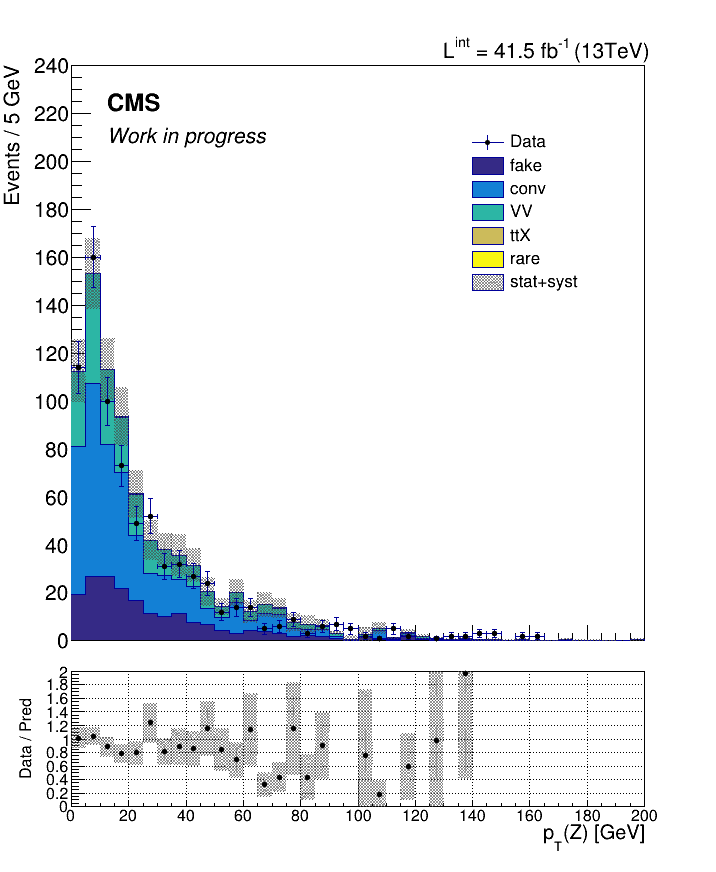 L^int = 41.5 fb^-1 (13TeV)
Events / 5 GeV
240
220
200
180
160
140
120
100
80
60
40
20
0
CMS
Work in progress
Data
fake
conv
VV
ttX
rare
stat+syst
Data / Pred
2
1.8
1.6
1.4
1.2
1
0.8
0.6
0.4
0.2
0
0 20 40 60 80 100 120 140 160 180 200
p_T(Z) [GeV]